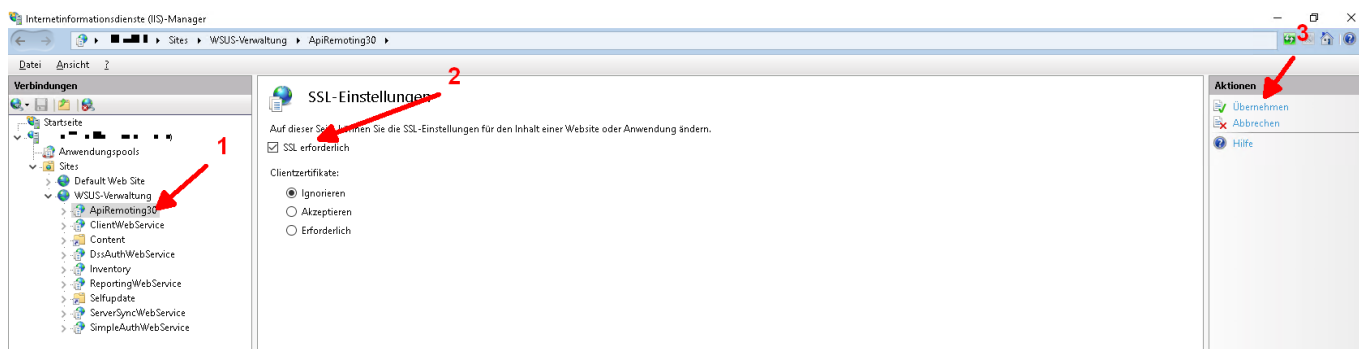 Internetinformationsdienste (IIS)-Manager
Sites WSUS-Verwaltung ApiRemoting30
3
Datei Ansicht ?
Verbindungen
Startseite
Anwendungspools
Sites
Default Web Site
WSUS-Verwaltung
ApiRemoting30
ClientWebService
Content
DssAuthWebService
Inventory
ReportingWebService
Selfupdate
ServerSyncWebService
SimpleAuthWebService
1
2
SSL-Einstellungen
Auf dieser Seite können Sie die SSL-Einstellungen für den Inhalt einer Website oder Anwendung ändern.
SSL erforderlich
Clientzertifikate:
Ignorieren
Akzeptieren
Erforderlich
Aktionen
Übernehmen
Abbrechen
Hilfe